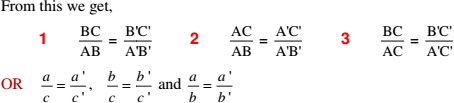 From this we get,
1 BC/AB = B'C'/A'B' 2 AC/AB = A'C'/A'B' 3 BC/AC = B'C'/A'C'
OR a/c = a'/c', b/c = b'/c' and a/b = a'/b'